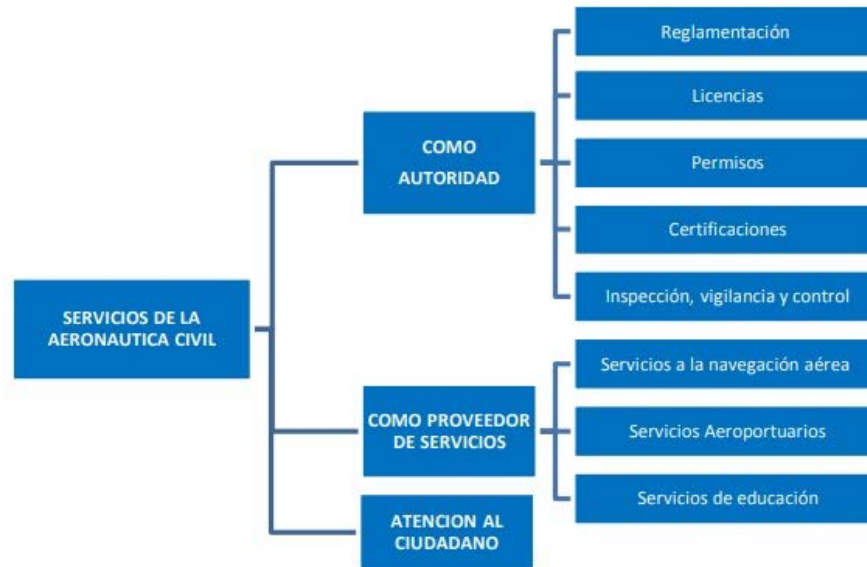 SERVICIOS DE LA
AERONAUTICA CIVIL
COMO
AUTORIDAD
Reglamentación
Licencias
Permisos
Certificaciones
Inspección, vigilancia y control
COMO PROVEEDOR
DE SERVICIOS
Servicios a la navegación aérea
Servicios Aeroportuarios
Servicios de educación
ATENCION AL
CIUDADANO